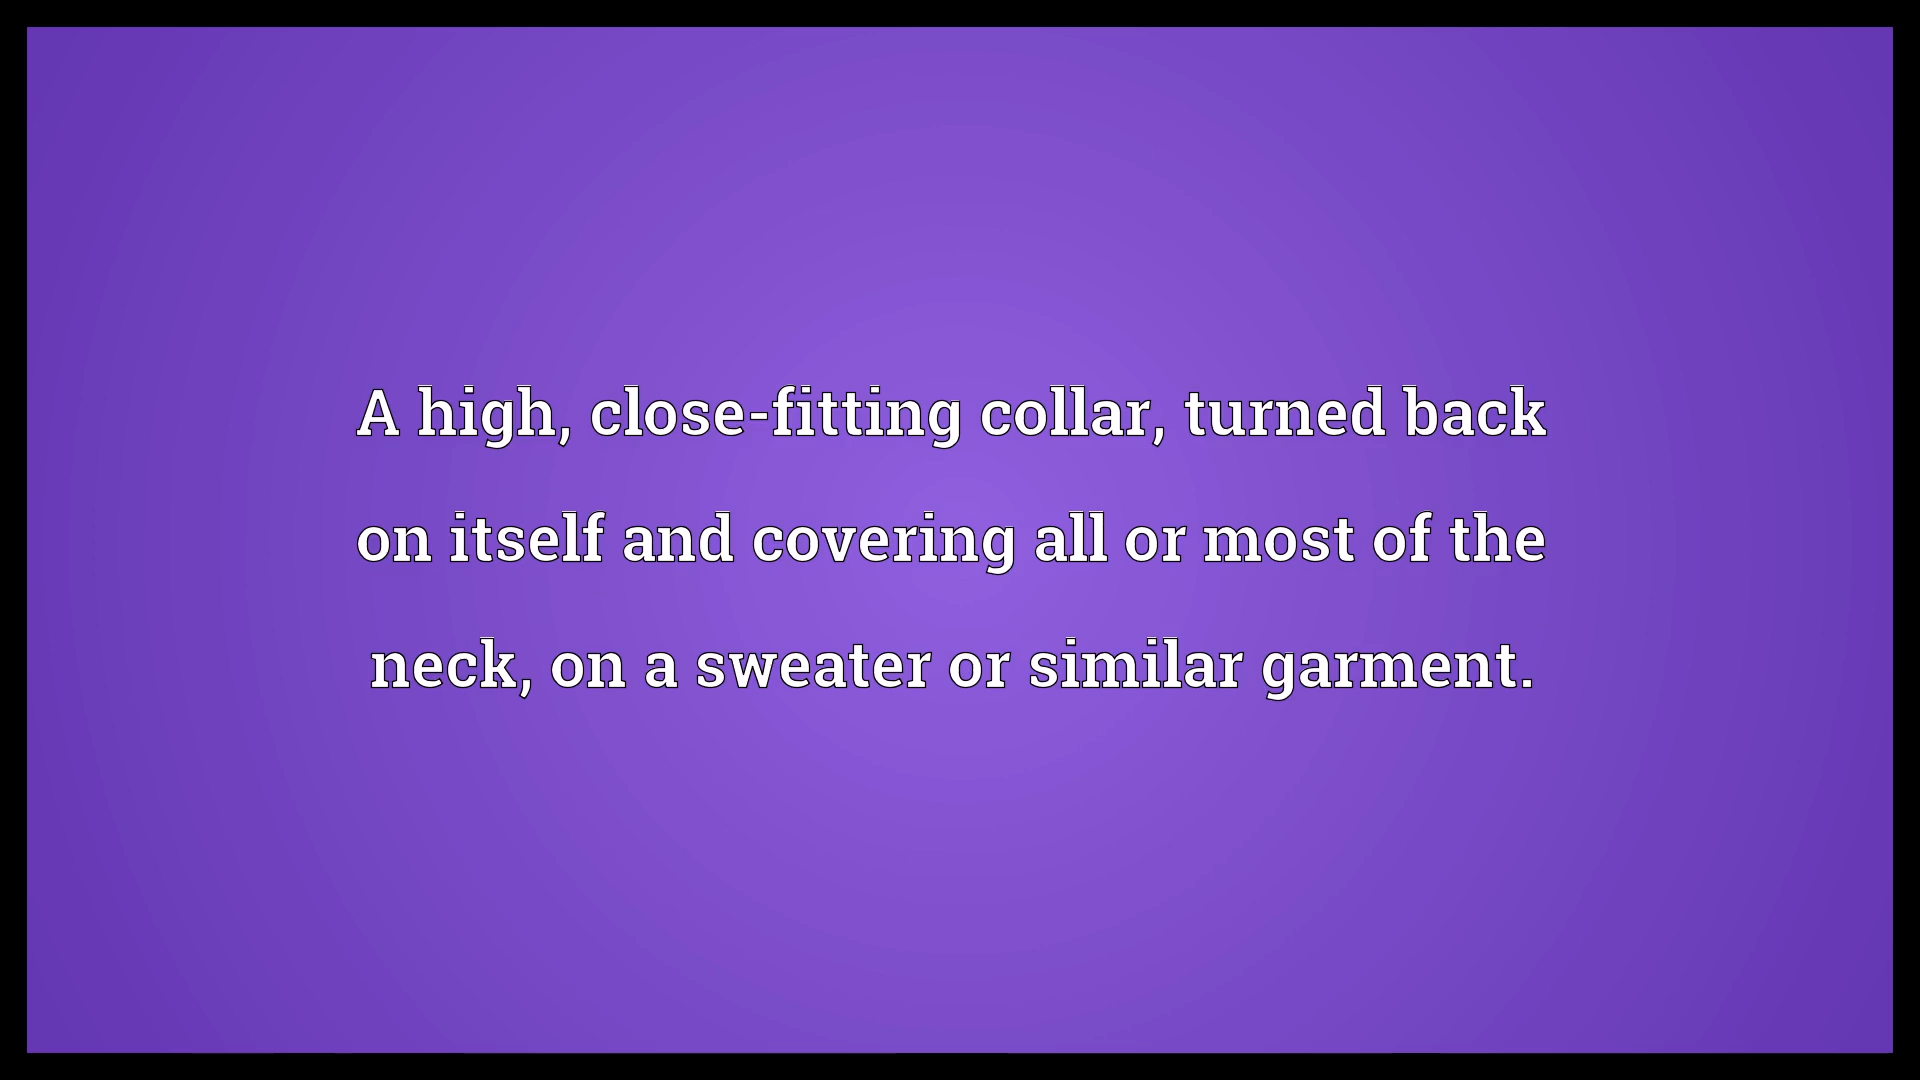 A high, close-fitting collar, turned back
on itself and covering all or most of the
neck, on a sweater or similar garment.